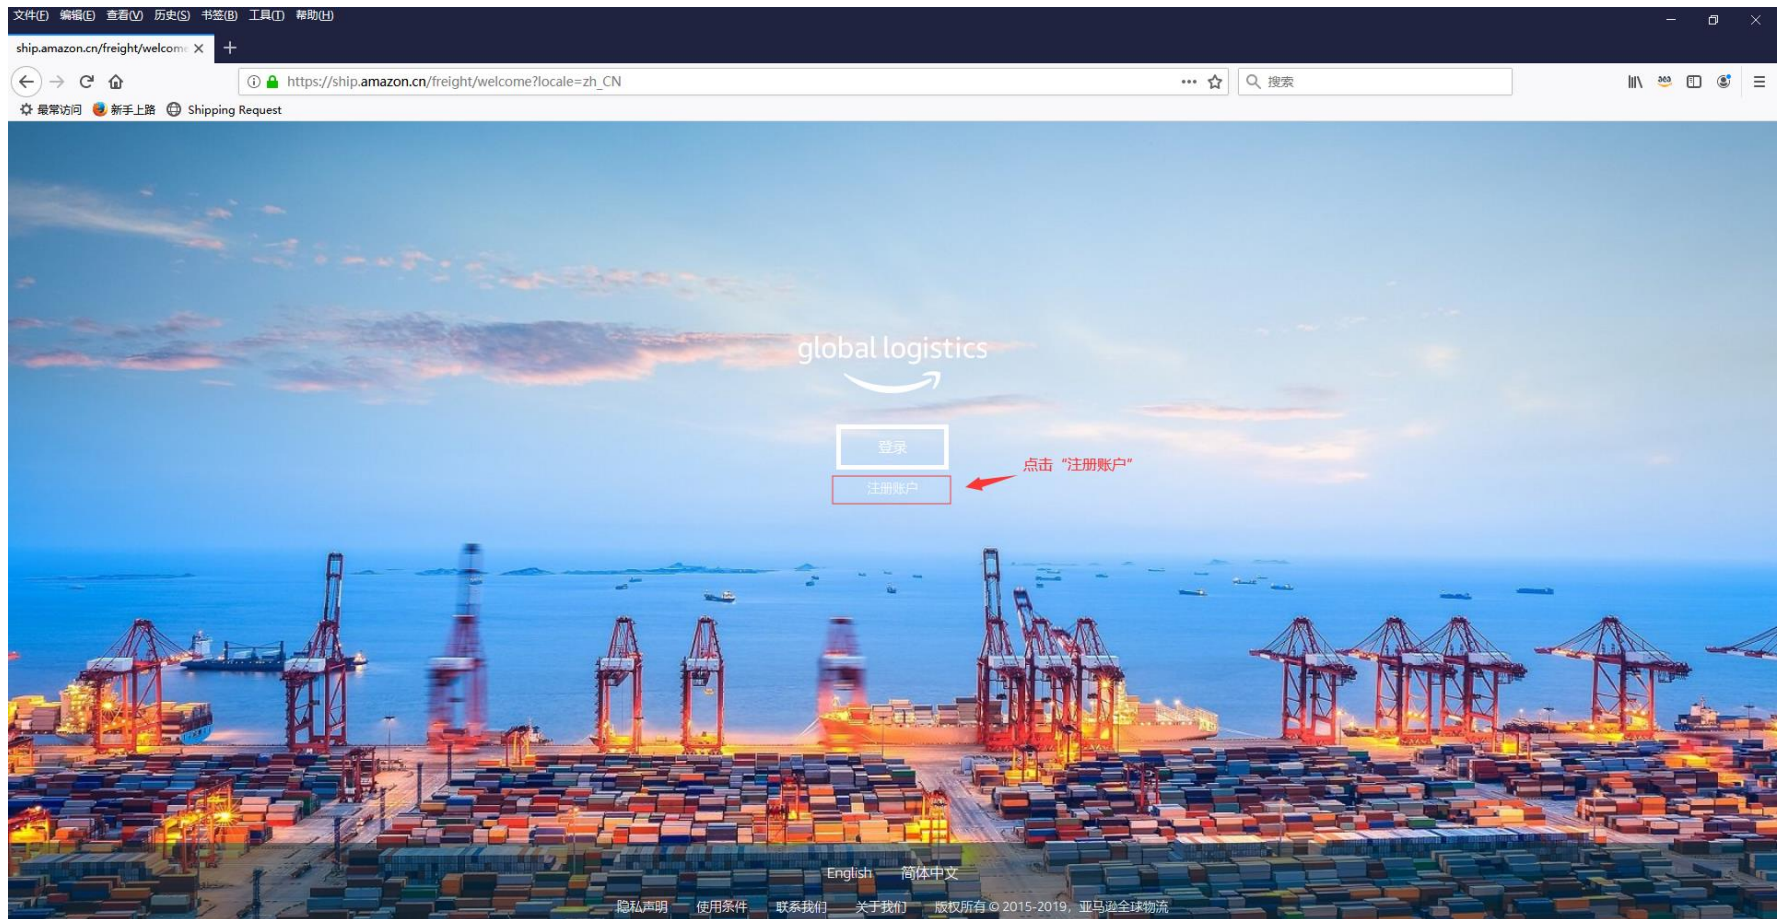 文件(F) 编辑(E) 查看(V) 历史(S) 书签(B) 工具(T) 帮助(H)
ship.amazon.cn/freight/welcome
https://ship.amazon.cn/freight/welcome?locale=zh_CN
搜索
最常访问 新手上路 Shipping Request
global logistics
登录
点击“注册账户”
注册账户
English 简体中文
隐私声明 使用条件 联系我们 关于我们 版权所有 © 2015-2019，亚马逊全球物流